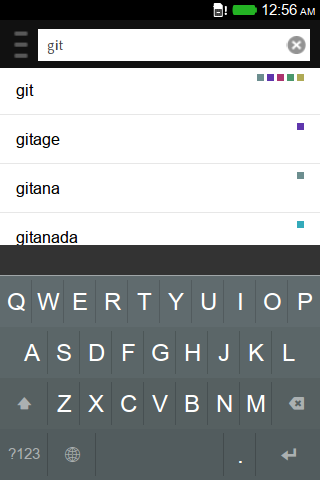 12:56 AM
git
git
gitage
gitana
gitanada
Q W E R T Y U I O P
A S D F G H J K L
Z X C V B N M
?123 .